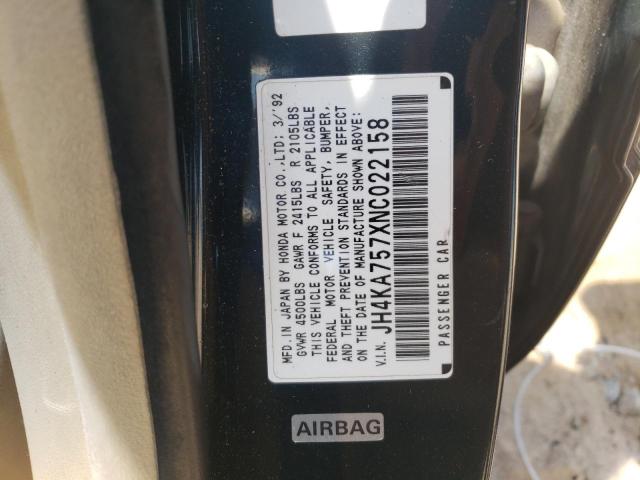 MFD. IN JAPAN BY HONDA MOTOR CO.,LTD; 3/'92
GVWR 4500LBS GAWR F 2415LBS R 2105LBS
THIS VEHICLE CONFORMS TO ALL APPLICABLE
FEDERAL MOTOR VEHICLE SAFETY, BUMPER,
AND THEFT PREVENTION STANDARDS IN EFFECT
ON THE DATE OF MANUFACTURE SHOWN ABOVE:
V.I.N. JH4KA757XNC022158
PASSENGER CAR
AIRBAG